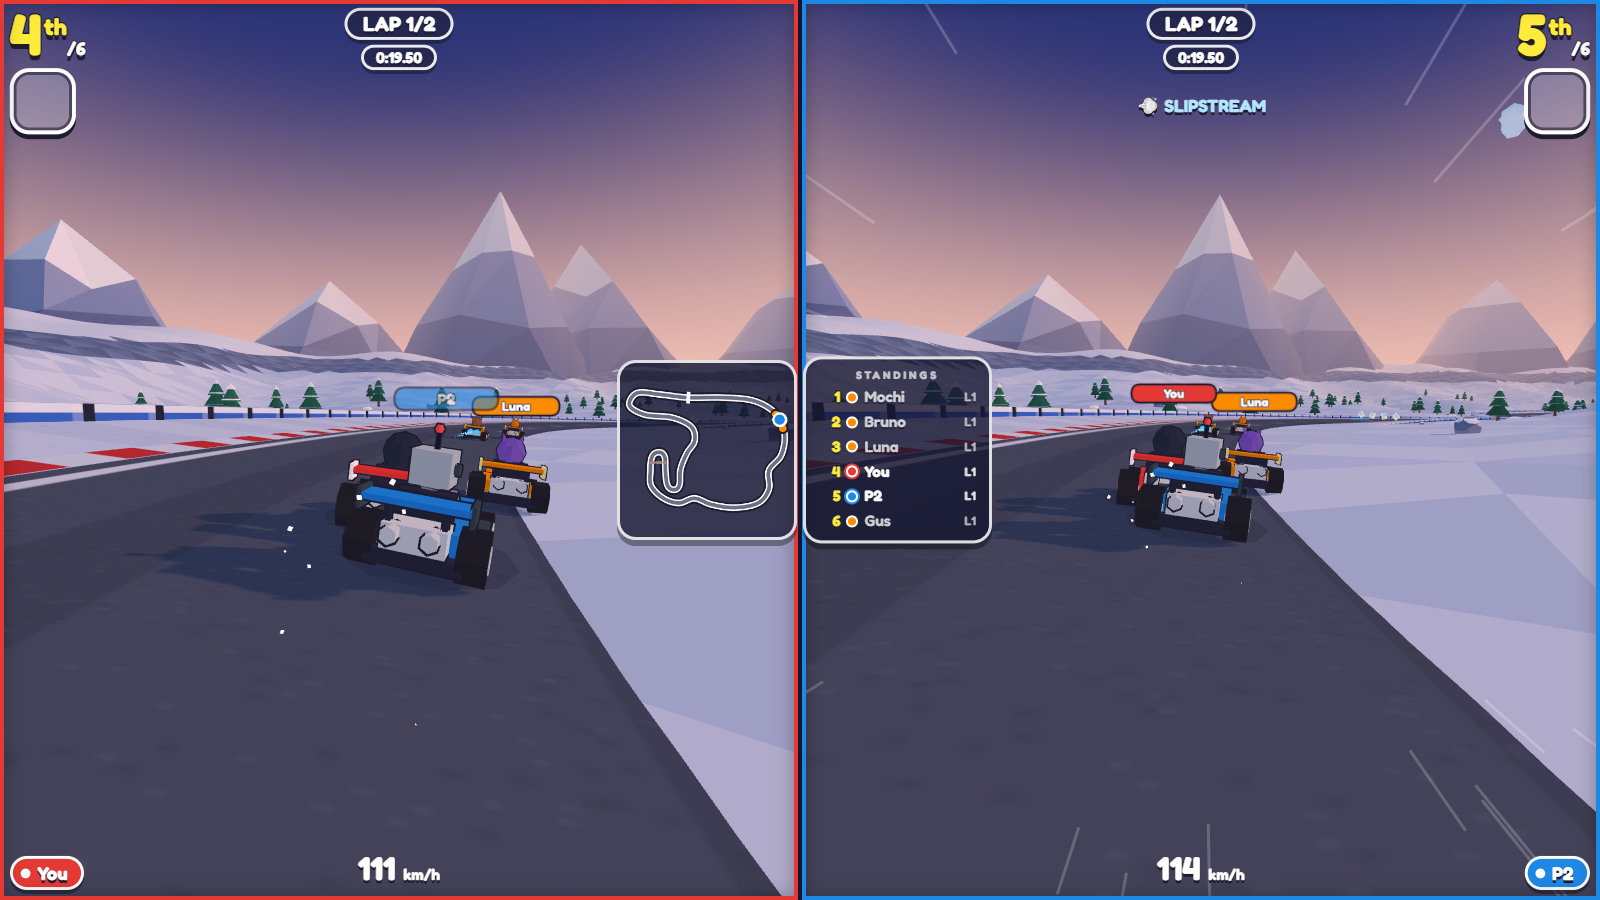 4th/6
LAP 1/2
0:19.50
P2
Luna
You
111 km/h
LAP 1/2
0:19.50
5th/6
SLIPSTREAM
STANDINGS
1 Mochi L1
2 Bruno L1
3 Luna L1
4 You L1
5 P2 L1
6 Gus L1
You
Luna
114 km/h
P2